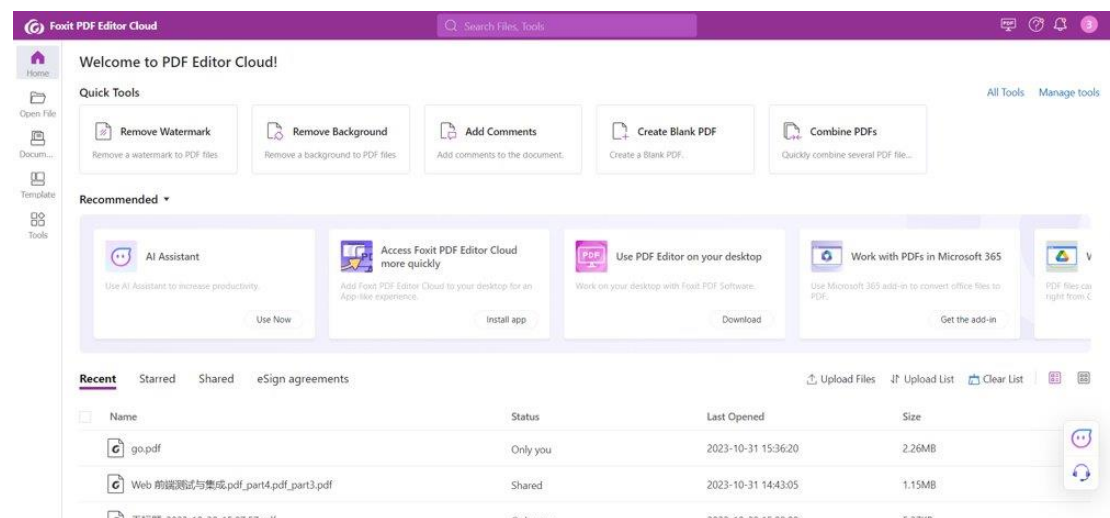 Foxit PDF Editor Cloud
Search Files, Tools
PDF
3
Home
Open File
Docum...
Template
Tools
Welcome to PDF Editor Cloud!
Quick Tools
All Tools Manage tools
Remove Watermark
Remove a watermark to PDF files
Remove Background
Remove a background to PDF files
Add Comments
Add comments to the document.
Create Blank PDF
Create a Blank PDF.
Combine PDFs
Quickly combine several PDF file...
Recommended
AI Assistant
Use AI Assistant to increase productivity.
Use Now
Access Foxit PDF Editor Cloud
more quickly
Add Foxit PDF Editor Cloud to your desktop for an
App-like experience.
Install app
PDF
Use PDF Editor on your desktop
Work on your desktop with Foxit PDF Software.
Download
Work with PDFs in Microsoft 365
Use Microsoft 365 add-in to convert office files to
PDF.
Get the add-in
PDF files ca
right from
Recent Starred Shared eSign agreements
Upload Files Upload List Clear List
Name Status Last Opened Size
go.pdf Only you 2023-10-31 15:36:20 2.26MB
Web 前端测试与集成.pdf_part4.pdf_part3.pdf Shared 2023-10-31 14:43:05 1.15MB